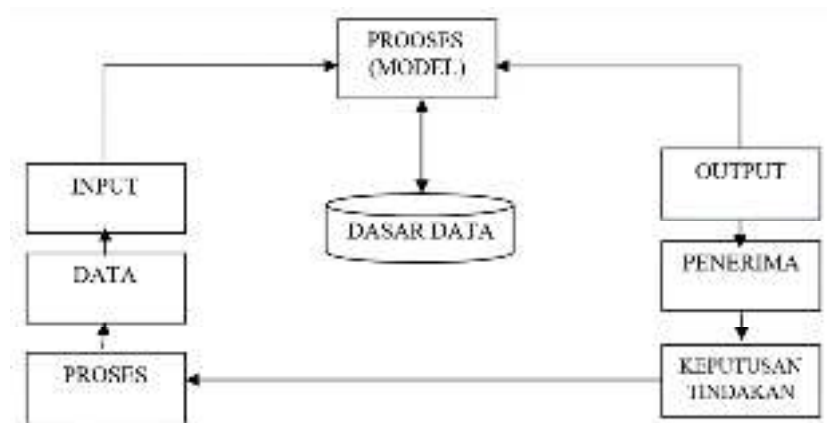 PROOSES
(MODEL)
INPUT
OUTPUT
DASAR DATA
DATA
PENERIMA
PROSES
KEPUTUSAN
TINDAKAN